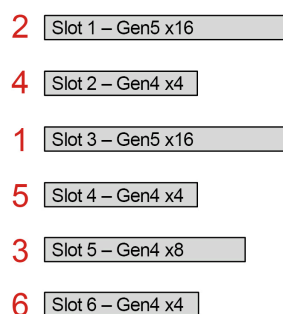 2 Slot 1 – Gen5 x16
4 Slot 2 – Gen4 x4
1 Slot 3 – Gen5 x16
5 Slot 4 – Gen4 x4
3 Slot 5 – Gen4 x8
6 Slot 6 – Gen4 x4